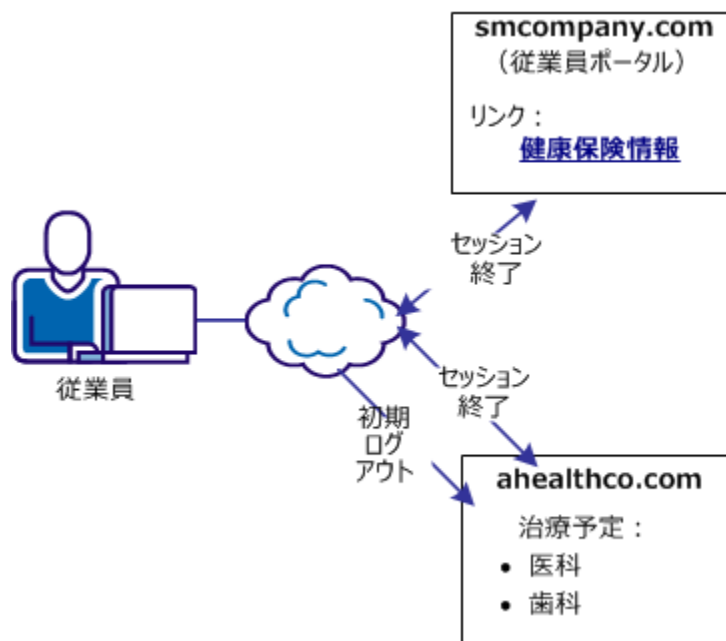 smcompany.com
（従業員ポータル）
リンク：
健康保険情報
セッション
終了
従業員
セッション
終了
初期
ログ
アウト
ahealthco.com
治療予定：
• 医科
• 歯科